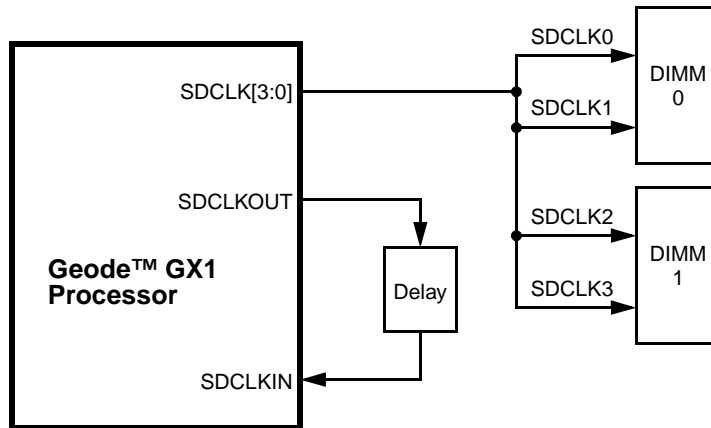 SDCLK[3:0]
SDCLKOUT
Geode™ GX1
Processor
SDCLKIN
Delay
SDCLK0
SDCLK1
DIMM
0
SDCLK2
SDCLK3
DIMM
1